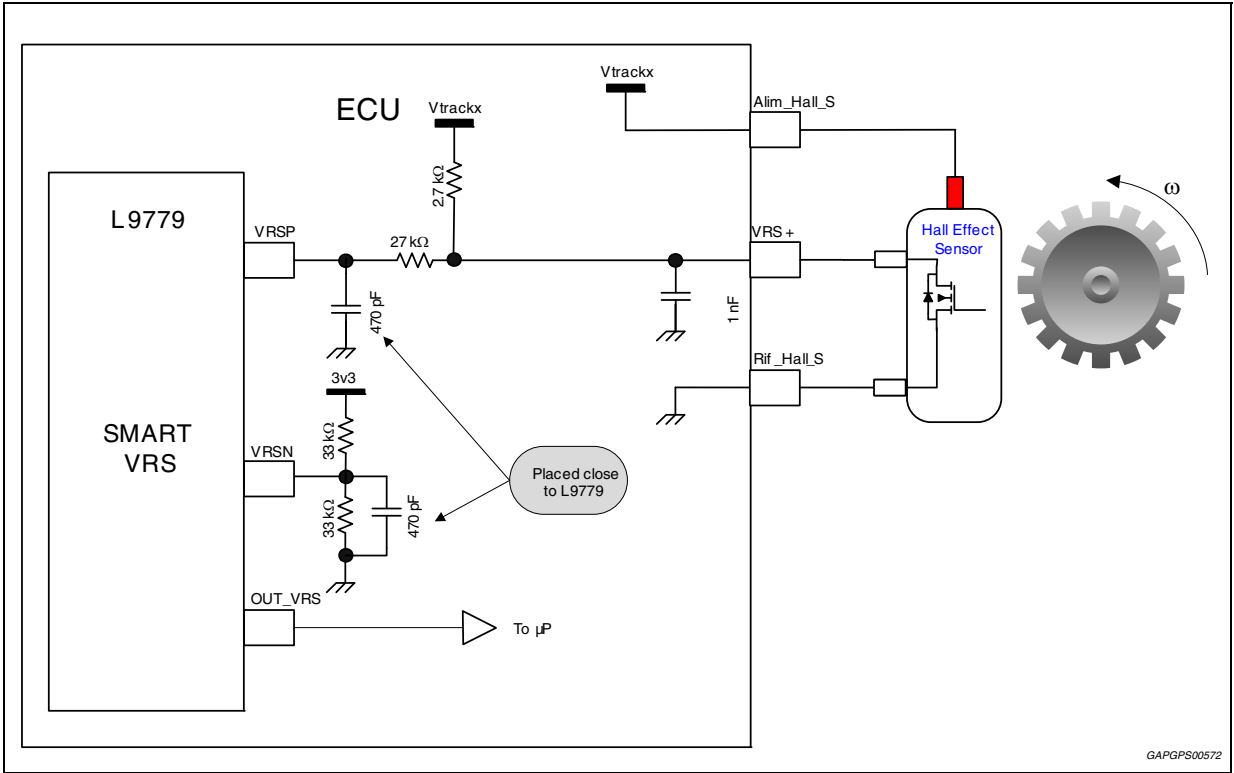 Vtrackx
Alim_Hall_S
ECU
Vtrackx
2.7 kΩ
L9779
VRSP
27 kΩ
VRS +
Hall Effect
Sensor
ω
470 pF
1 nF
3v3
Rif_Hall_S
33 kΩ
SMART
VRS
VRSN
Placed close
to L9779
33 kΩ
470 pF
OUT_VRS
To µP
GAPGPS00572